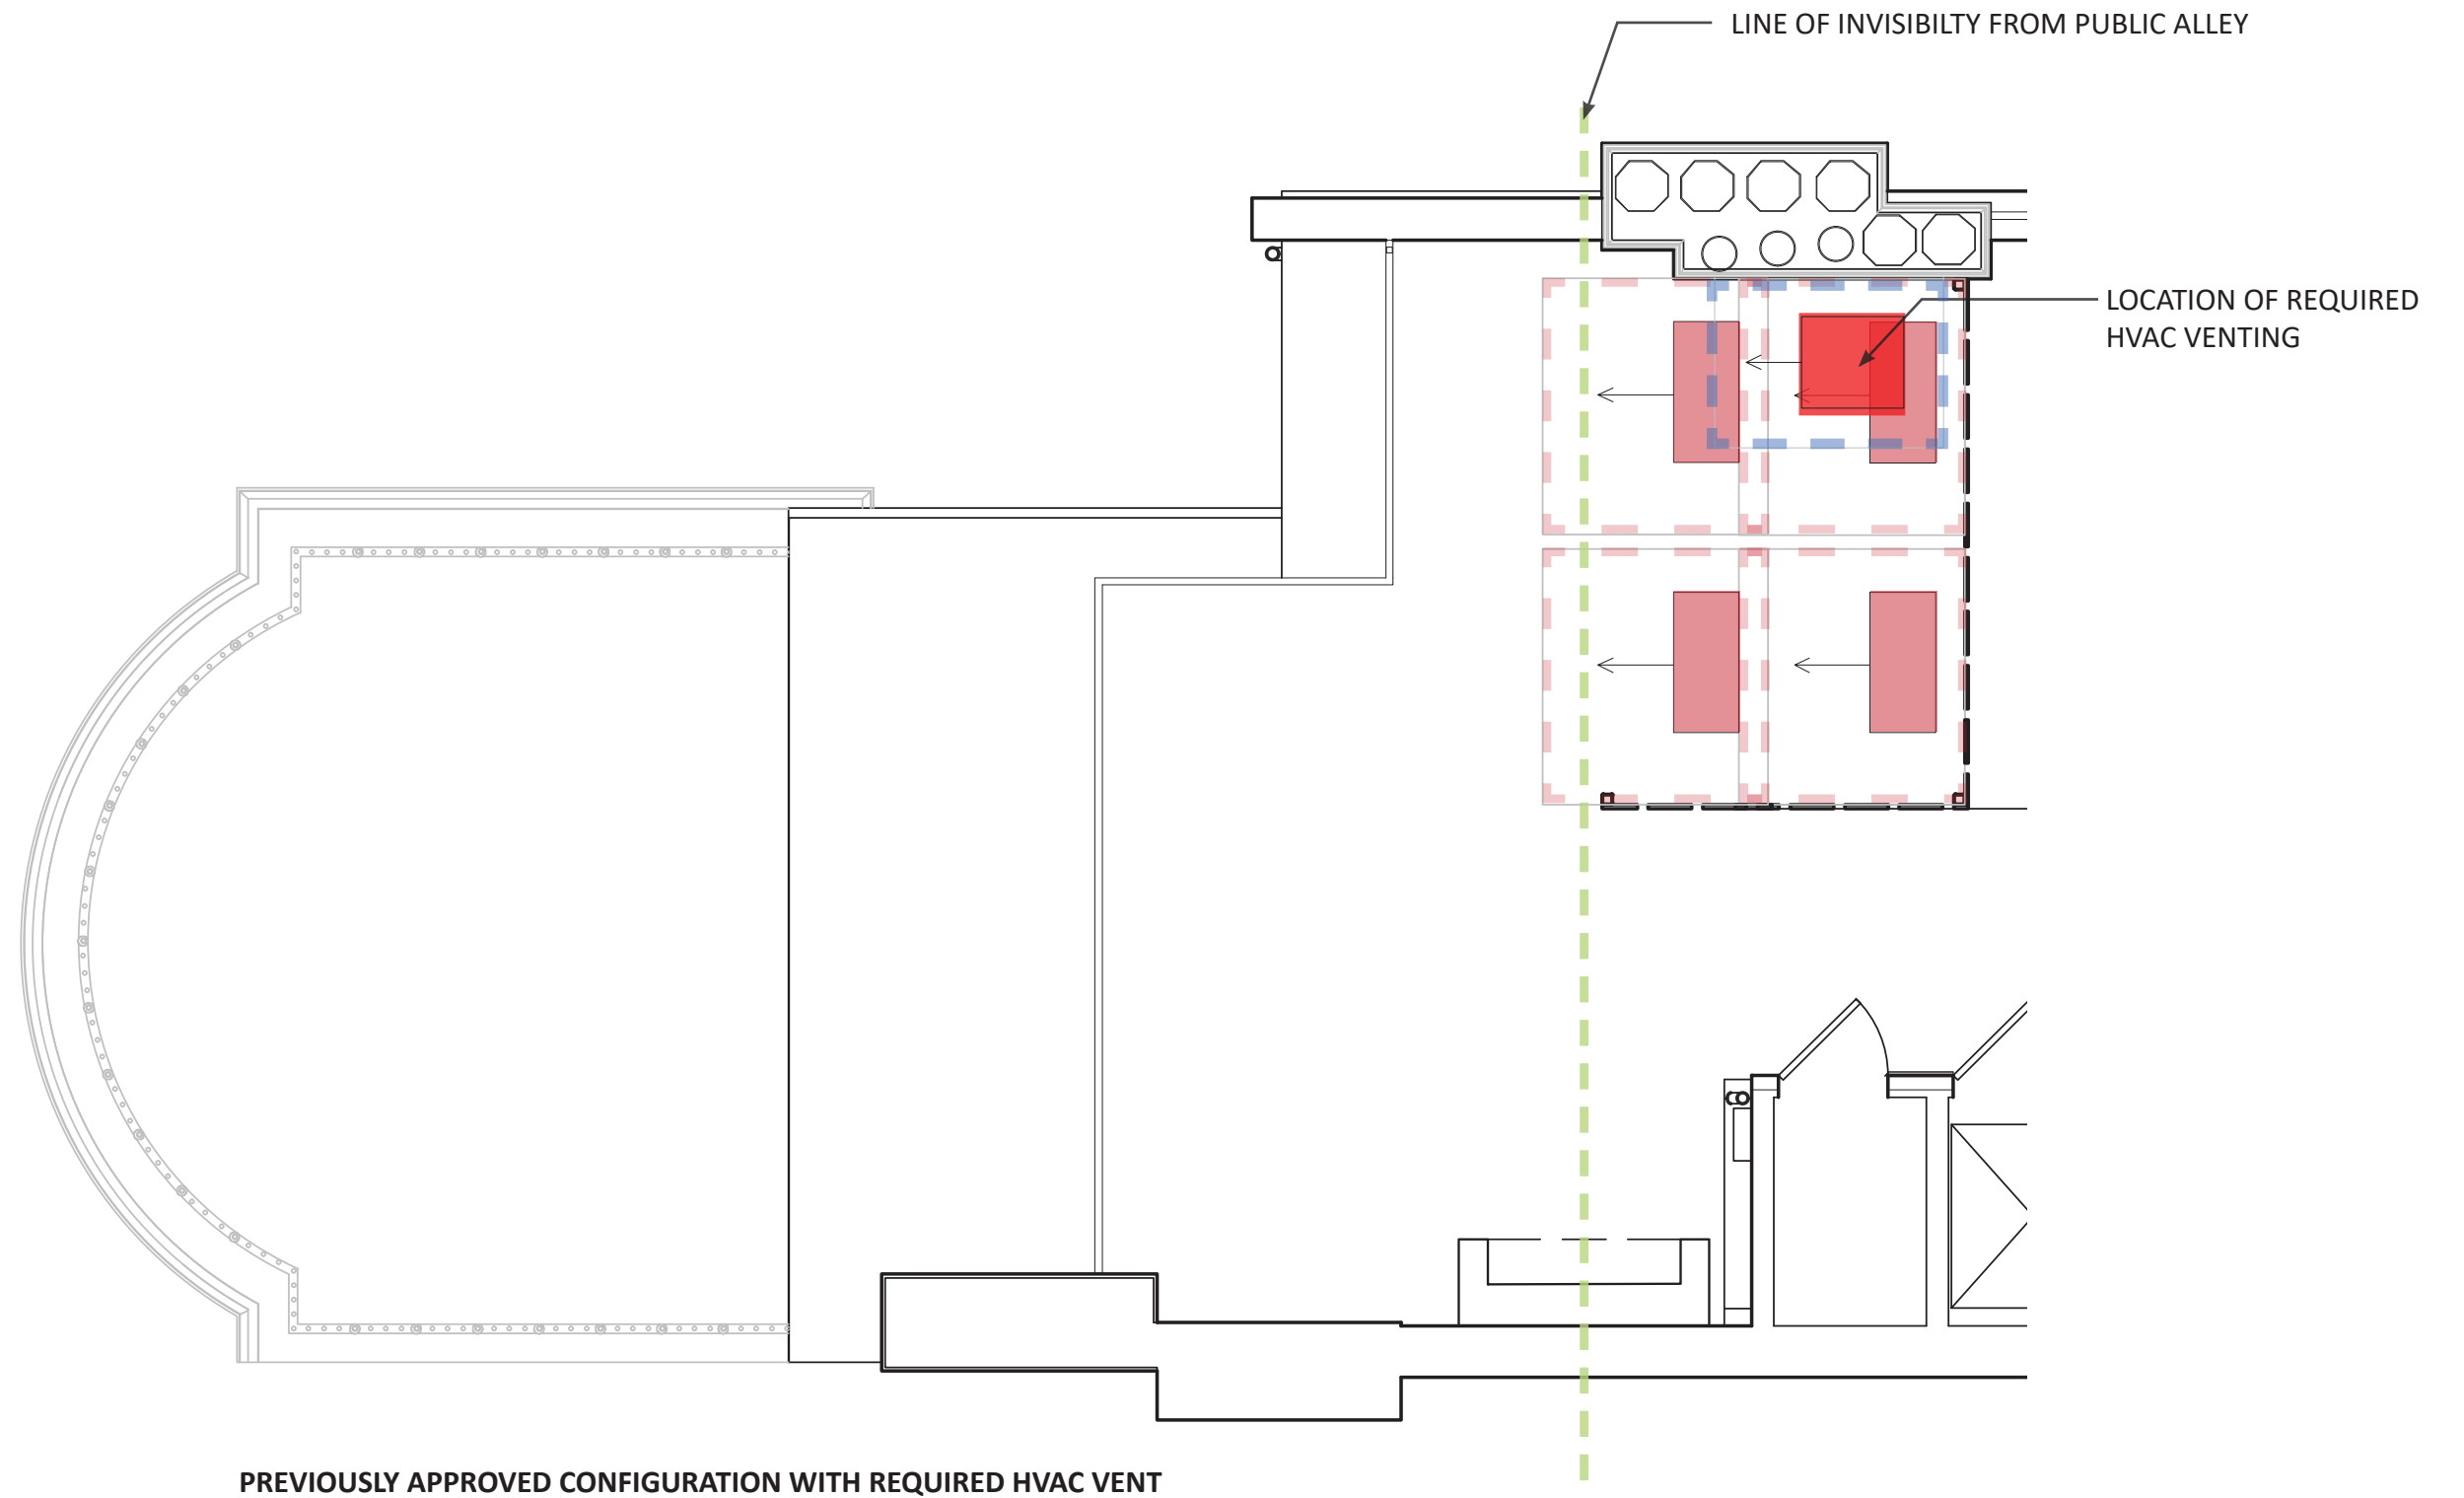 LINE OF INVISIBILTY FROM PUBLIC ALLEY
LOCATION OF REQUIRED
HVAC VENTING
PREVIOUSLY APPROVED CONFIGURATION WITH REQUIRED HVAC VENT